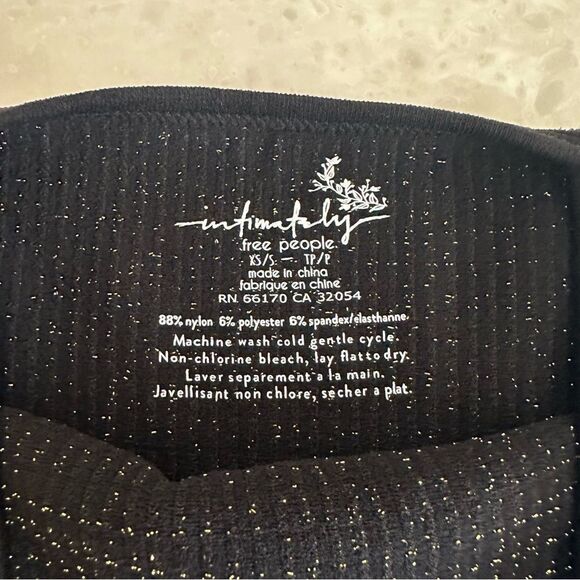 intimately
free people
XS/S — TP/P
made in china
fabrique en chine
RN 66170 CA 32054
88% nylon 6% polyester 6% spandex/elasthanne
Machine wash cold gentle cycle.
Non-chlorine bleach, lay flat to dry.
Laver separement a la main.
Javellisant non chlore, secher a plat.